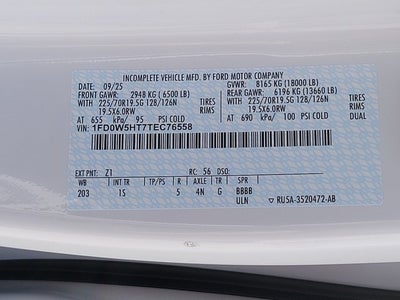 INCOMPLETE VEHICLE MFD. BY FORD MOTOR COMPANY
DATE: 09/25 GVWR: 8165 KG (18000 LB)
FRONT GAWR: 2948 KG (6500 LB) REAR GAWR: 6196 KG (13660 LB)
225/70R19.5G 128/126N TIRES 225/70R19.5G 128/126N TIRES
19.5X6.0RW RIMS 19.5X6.0RW RIMS
AT 655 kPa/ 95 PSI COLD AT 690 kPa/ 100 PSI COLD DUAL
VIN: 1FD0W5HT7TEC76558
EXT PNT: Z1 RC: 56
WB INT TR TP/PS R AXLE TR SPR
203 1S 5 4N G BBBB
ULN RUSA-3520472-AB